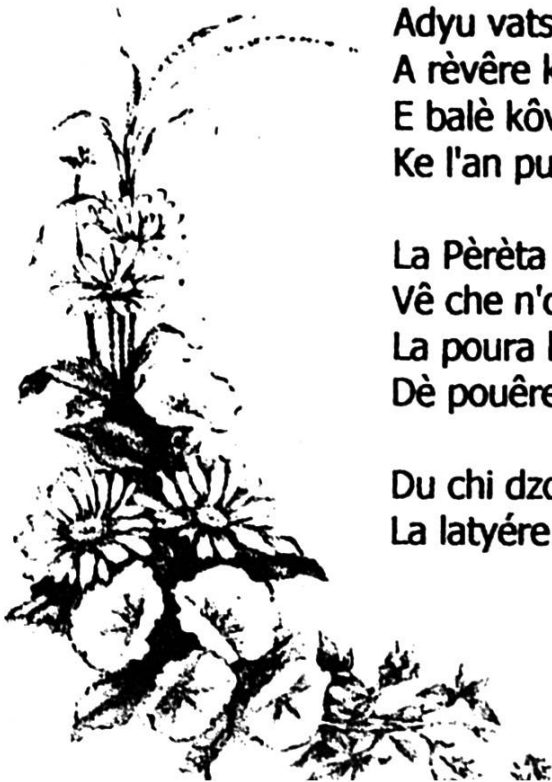 Adyu vats
A rèvêre k
E balè kôv
Ke l'an pu

La Pèrèta
Vê che n'c
La poura l
Dè pouêre

Du chi dzo
La latyére